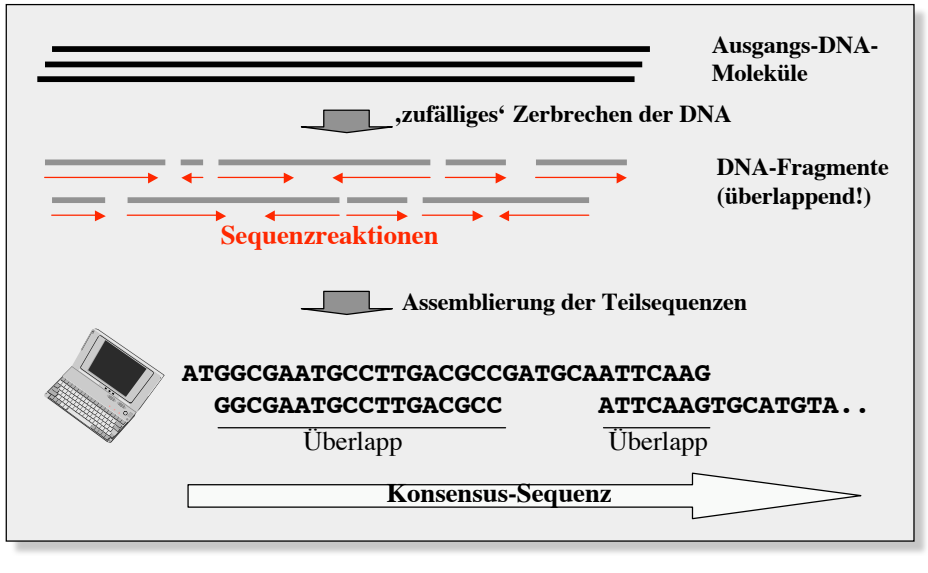 Ausgangs-DNA-
Moleküle
‚zufälliges‘ Zerbrechen der DNA
DNA-Fragmente
(überlappend!)
Sequenzreaktionen
Assemblierung der Teilsequenzen
ATGGCGAATGCCTTGACGCCGATGCAATTCAAG
GGCGAATGCCTTGACGCC ATTCAAGTGCATGTA..
Überlapp Überlapp
Konsensus-Sequenz